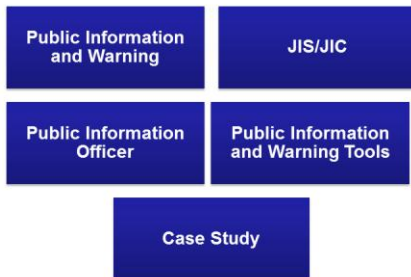 Public Information
and Warning
JIS/JIC
Public Information
Officer
Public Information
and Warning Tools
Case Study